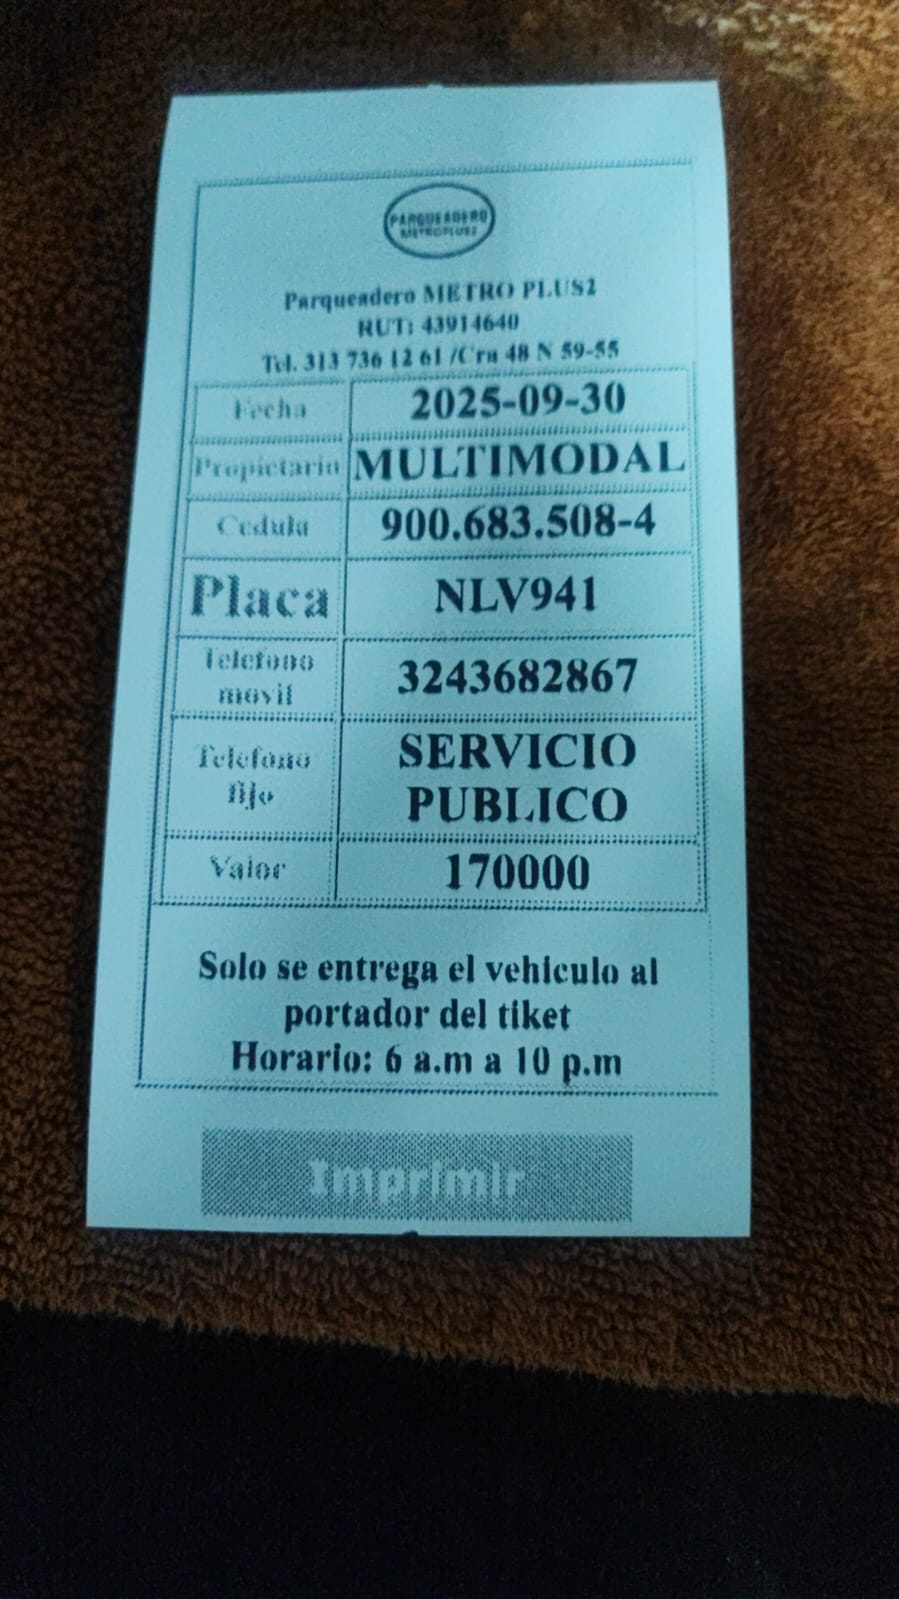 PARQUEADERO
METROPLUS2
Parqueadero METRO PLUS2
RUT: 43914640
Tel. 313 736 12 61 /Cra 48 N 59-55
Fecha 2025-09-30
Propietario MULTIMODAL
Cedula 900.683.508-4
Placa NLV941
Telefono
movil 3243682867
Telefono SERVICIO
fijo PUBLICO
Valor 170000
Solo se entrega el vehiculo al
portador del tiket
Horario: 6 a.m a 10 p.m
Imprimir